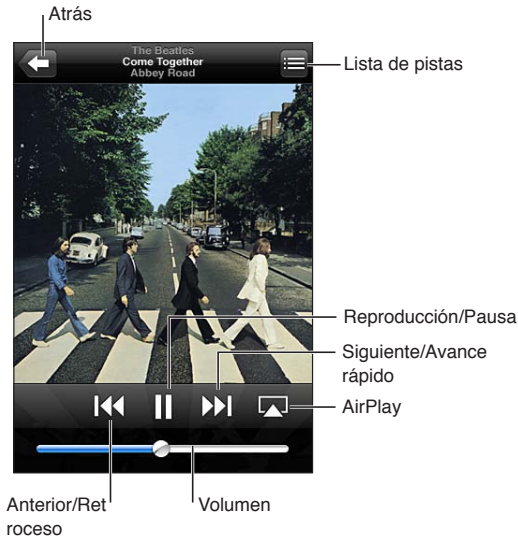 Atrás
The Beatles
Come Together
Abbey Road
Lista de pistas
Reproducción/Pausa
Siguiente/Avance
rápido
AirPlay
Anterior/Ret
roceso
Volumen